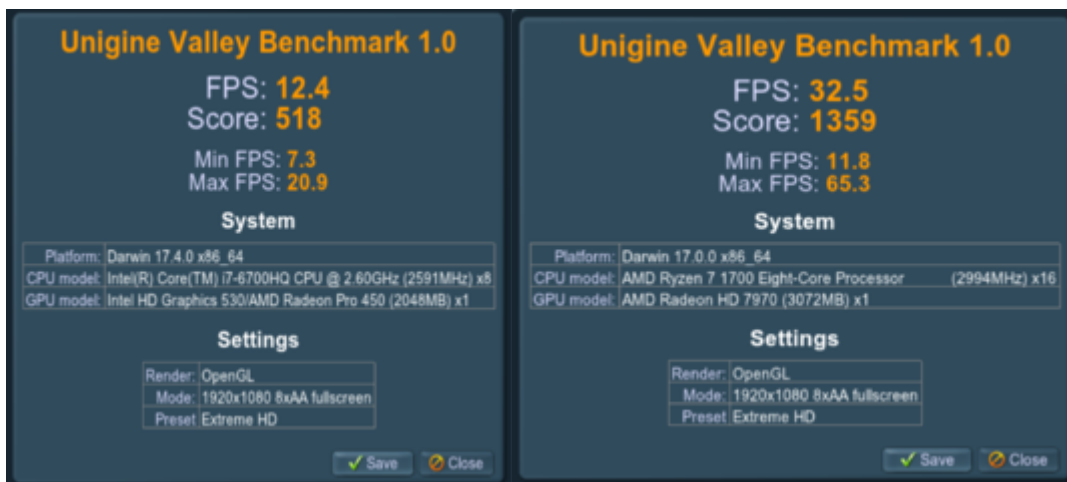 Unigine Valley Benchmark 1.0
FPS: 12.4
Score: 518
Min FPS: 7.3
Max FPS: 20.9
System
Platform: Darwin 17.4.0 x86_64
CPU model: Intel(R) Core(TM) i7-6700HQ CPU @ 2.60GHz (2591MHz) x8
GPU model: Intel HD Graphics 530/AMD Radeon Pro 450 (2048MB) x1
Settings
Render: OpenGL
Mode: 1920x1080 8xAA fullscreen
Preset Extreme HD
Save Close
Unigine Valley Benchmark 1.0
FPS: 32.5
Score: 1359
Min FPS: 11.8
Max FPS: 65.3
System
Platform: Darwin 17.0.0 x86_64
CPU model: AMD Ryzen 7 1700 Eight-Core Processor (2994MHz) x16
GPU model: AMD Radeon HD 7970 (3072MB) x1
Settings
Render: OpenGL
Mode: 1920x1080 8xAA fullscreen
Preset Extreme HD
Save Close